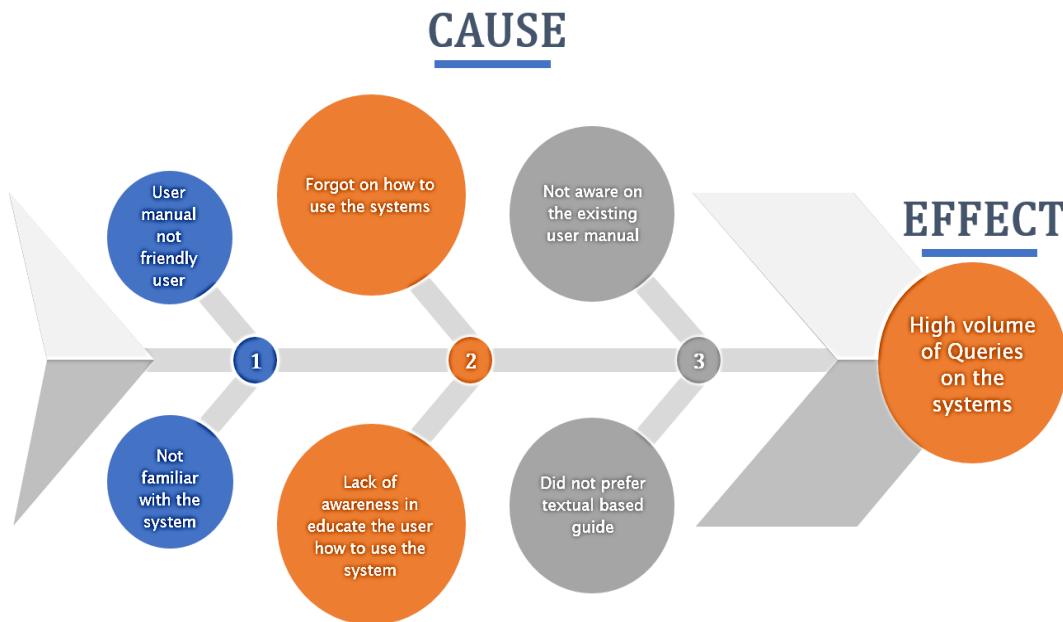 CAUSE
User
manual
not
friendly
user
Forgot on how to
use the systems
Not aware on
the existing
user manual
EFFECT
High volume
of Queries
on the
systems
1
2
3
Not
familiar
with the
system
Lack of
awareness in
educate the user
how to use the
system
Did not prefer
textual based
guide